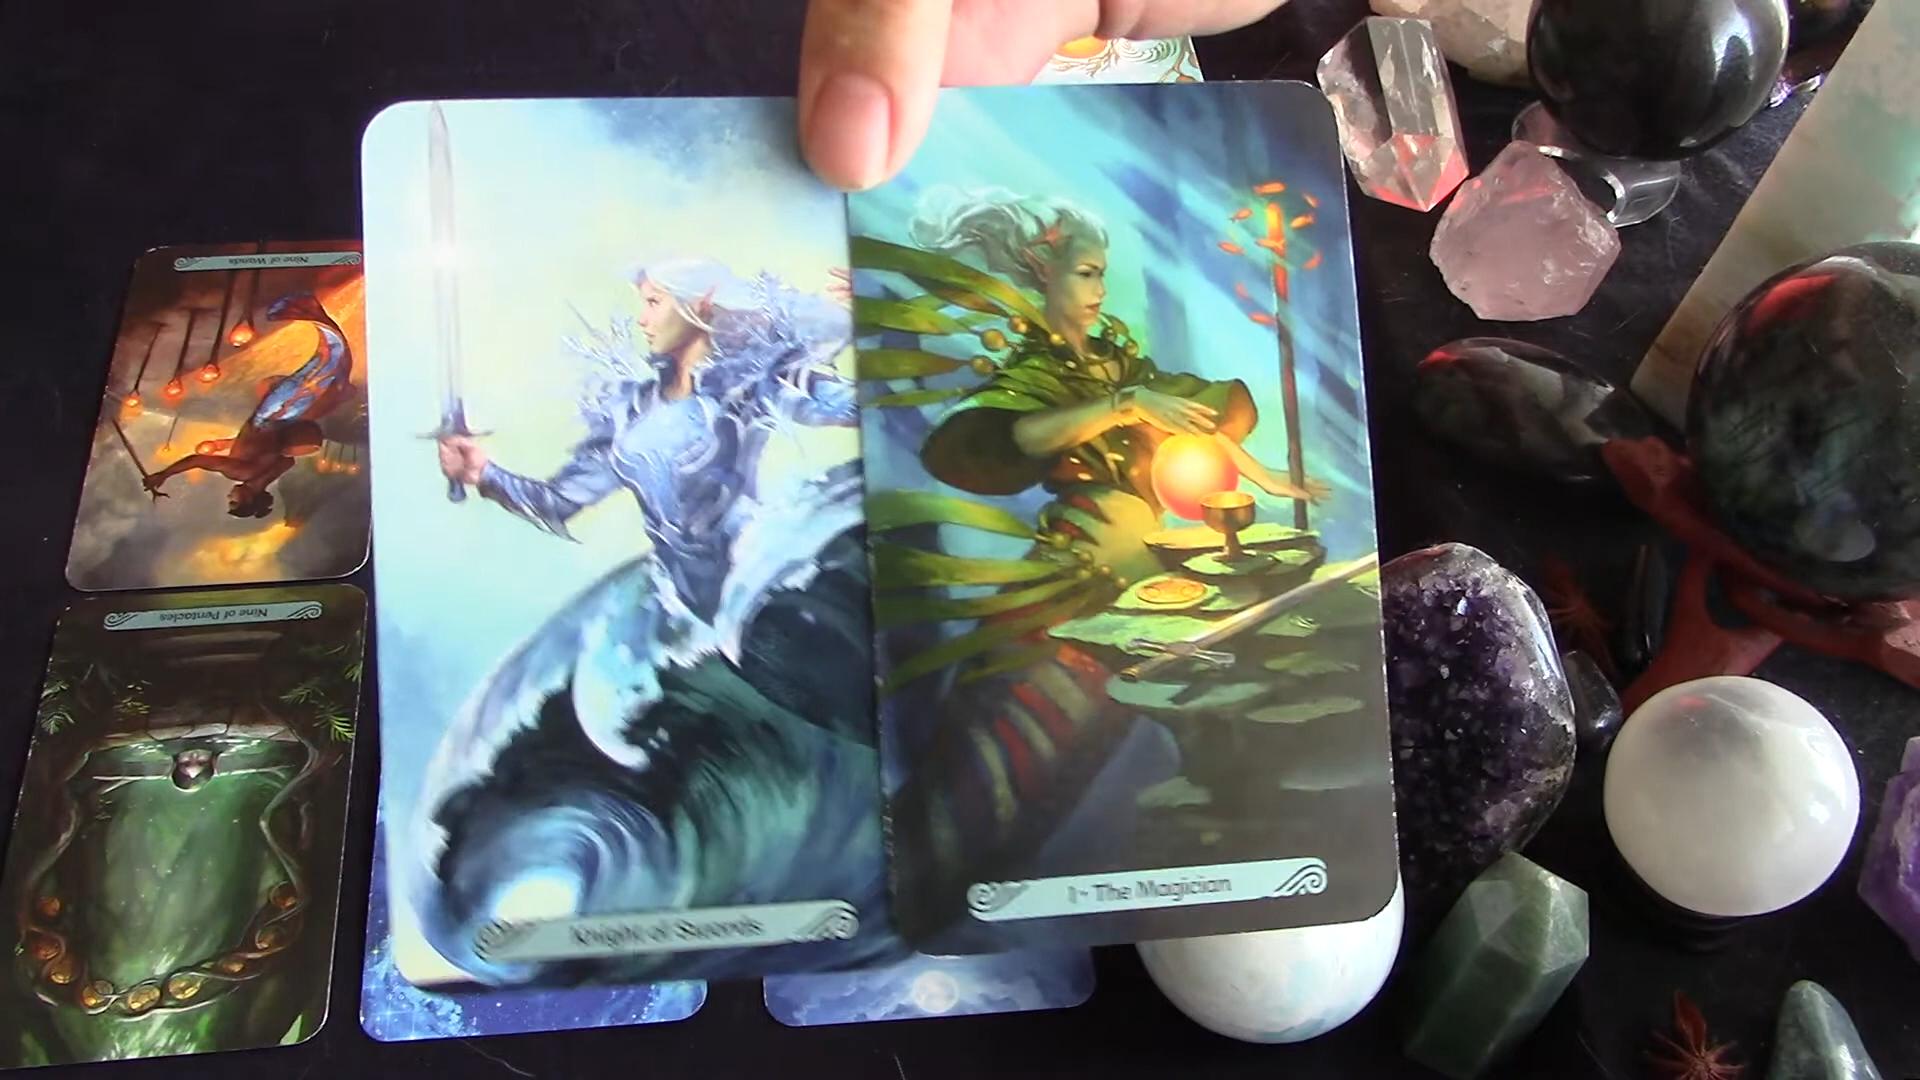 Nine of Wands
Nine of Pentacles
Knight of Swords
I - The Magician